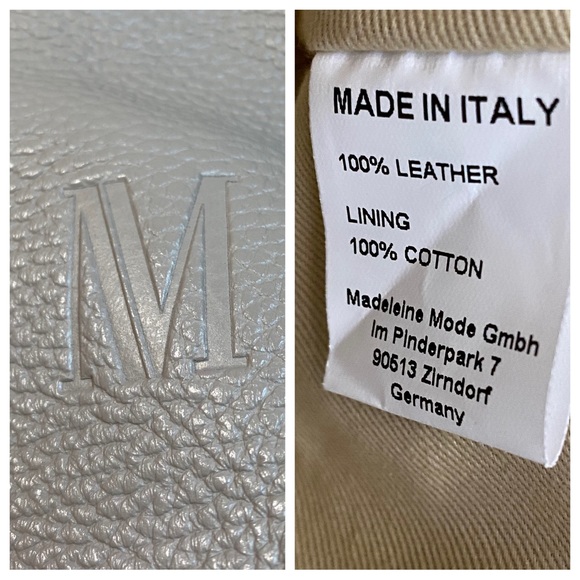 M
MADE IN ITALY
100% LEATHER
LINING
100% COTTON
Madeleine Mode Gmbh
Im Pinderpark 7
90513 Zirndorf
Germany